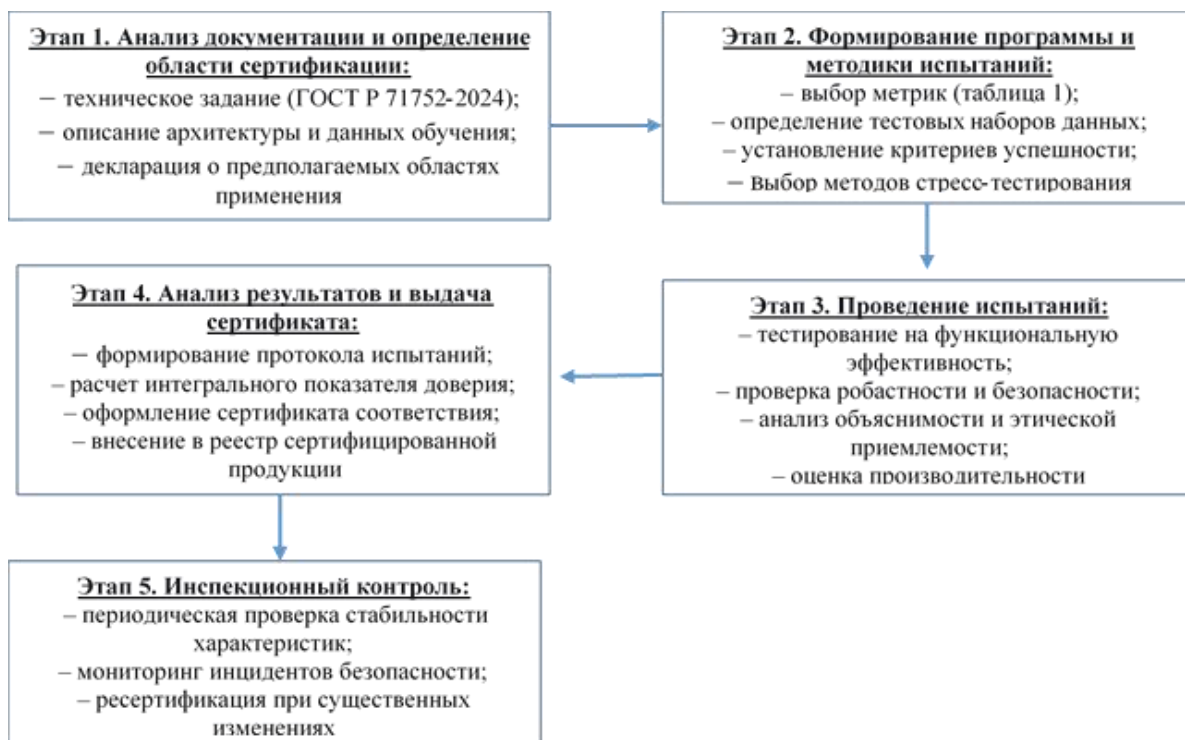 Этап 1. Анализ документации и определение
области сертификации:
– техническое задание (ГОСТ Р 71752-2024);
– описание архитектуры и данных обучения;
– декларация о предполагаемых областях
применения
Этап 2. Формирование программы и
методики испытаний:
– выбор метрик (таблица 1);
– определение тестовых наборов данных;
– установление критериев успешности;
– Выбор методов стресс-тестирования
Этап 3. Проведение испытаний:
– тестирование на функциональную
эффективность;
– проверка робастности и безопасности;
– анализ объяснимости и этической
приемлемости;
– оценка производительности
Этап 4. Анализ результатов и выдача
сертификата:
– формирование протокола испытаний;
– расчет интегрального показателя доверия;
– оформление сертификата соответствия;
– внесение в реестр сертифицированной
продукции
Этап 5. Инспекционный контроль:
– периодическая проверка стабильности
характеристик;
– мониторинг инцидентов безопасности;
– ресертификация при существенных
изменениях